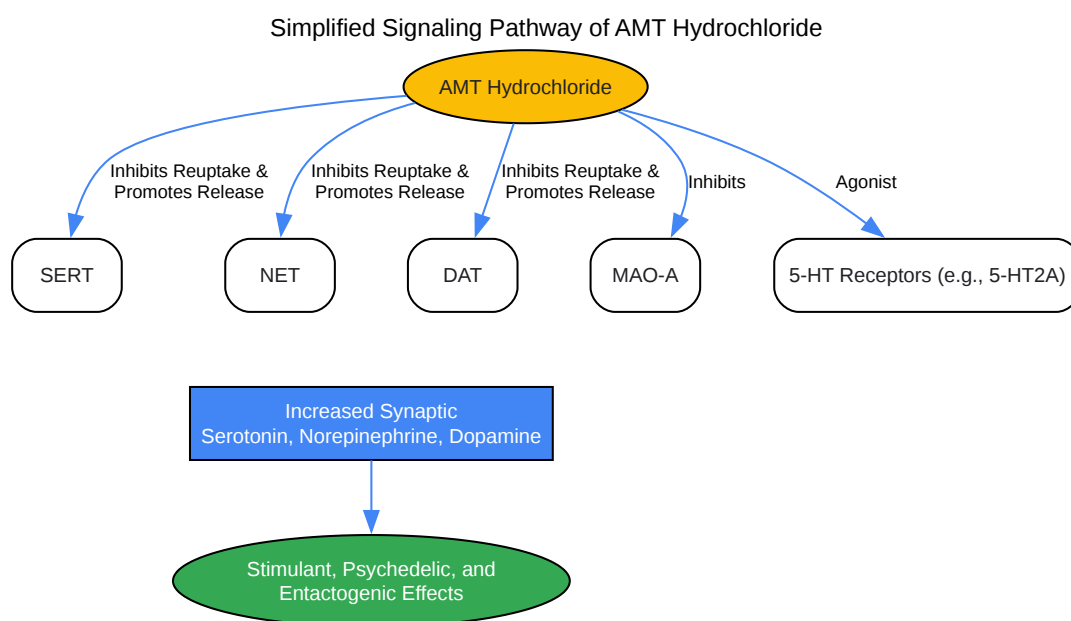 Simplified Signaling Pathway of AMT Hydrochloride
AMT Hydrochloride
Inhibits Reuptake &
Promotes Release
Inhibits Reuptake &
Promotes Release
Inhibits Reuptake &
Promotes Release
Inhibits
Agonist
SERT
NET
DAT
MAO-A
5-HT Receptors (e.g., 5-HT2A)
Increased Synaptic
Serotonin, Norepinephrine, Dopamine
Stimulant, Psychedelic, and
Entactogenic Effects